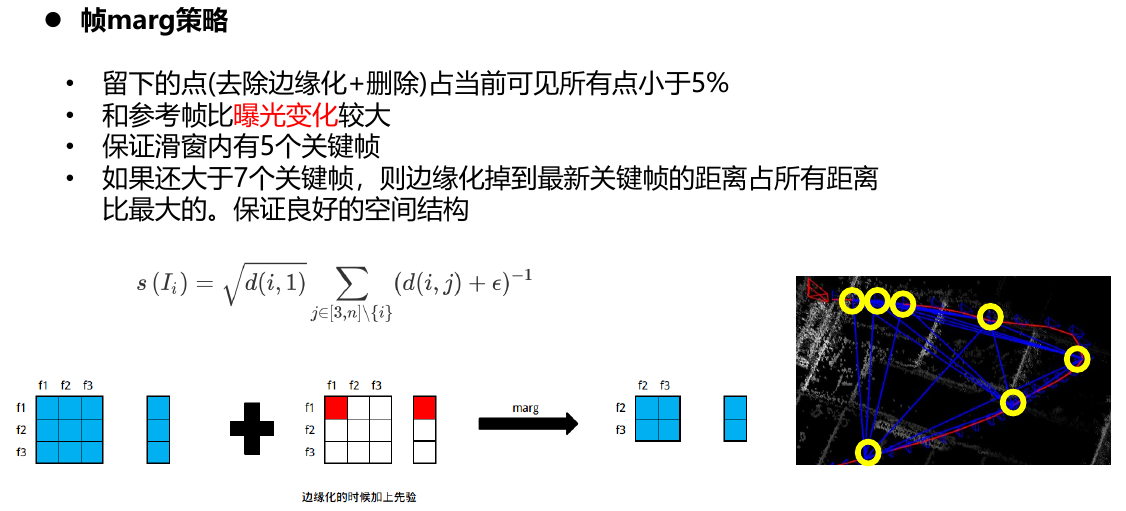 ● 帧marg策略
• 留下的点(去除边缘化+删除)占当前可见所有点小于5%
• 和参考帧比曝光变化较大
• 保证滑窗内有5个关键帧
• 如果还大于7个关键帧，则边缘化掉到最新关键帧的距离占所有距离
比最大的。保证良好的空间结构
s(I_i) = √d(i,1) ∑_{j∈[3,n]\{i}} (d(i,j) + ϵ)^{-1}
f1 f2 f3
f1
f2
f3
f1 f2 f3
f1
f2
f3
边缘化的时候加上先验
marg
f2 f3
f2
f3